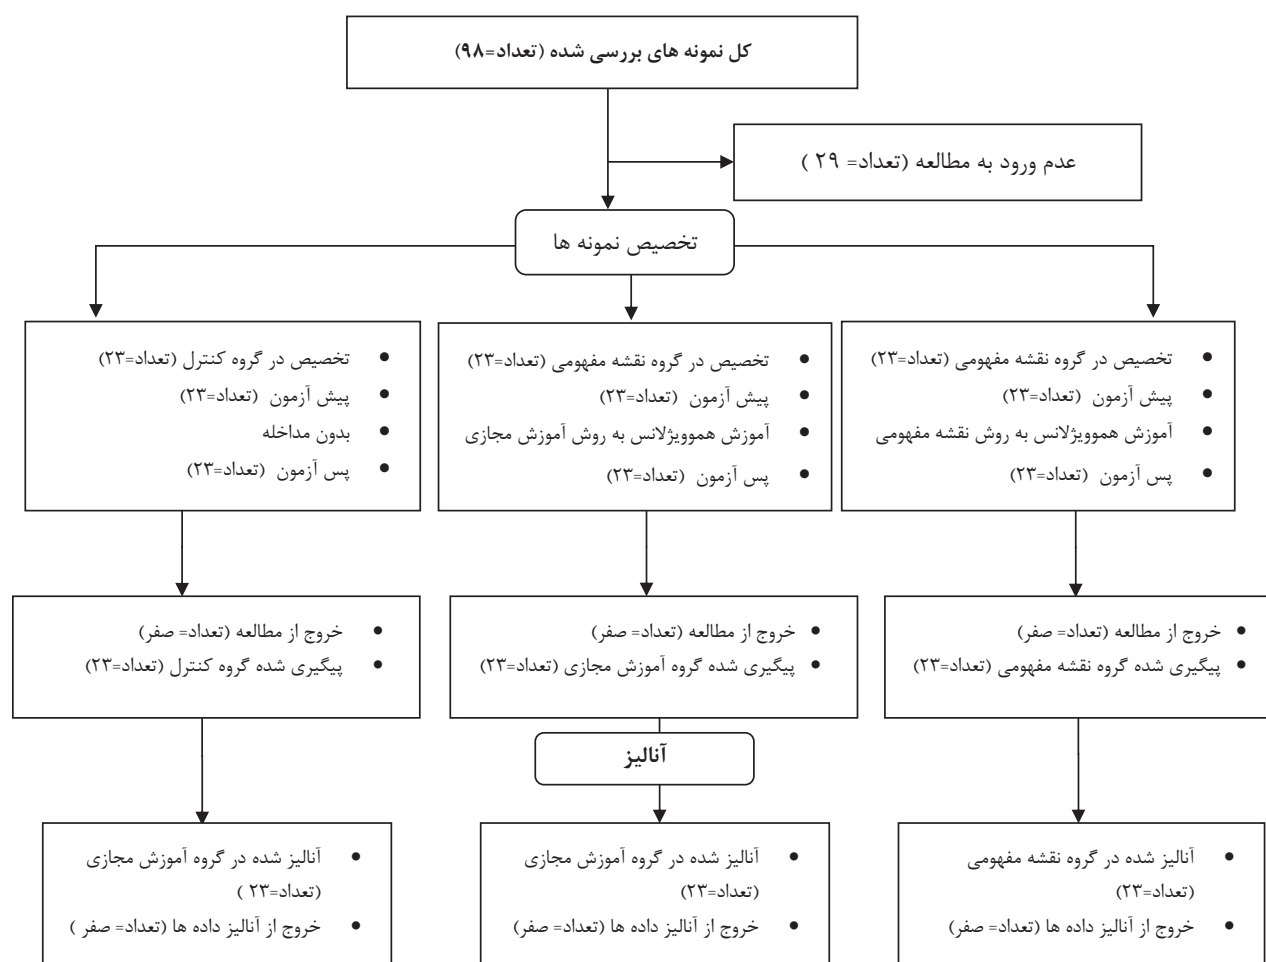 کل نمونه های بررسی شده (تعداد=۹۸)
عدم ورود به مطالعه (تعداد= ۲۹ )
تخصیص نمونه ها
تخصیص در گروه نقشه مفهومی (تعداد=۲۳)
پیش آزمون (تعداد=۲۳)
آموزش هموویژلانس به روش نقشه مفهومی
پس آزمون (تعداد=۲۳)
تخصیص در گروه نقشه مفهومی (تعداد=۲۳)
پیش آزمون (تعداد=۲۳)
آموزش هموویژلانس به روش آموزش مجازی
پس آزمون (تعداد=۲۳)
تخصیص در گروه کنترل (تعداد=۲۳)
پیش آزمون (تعداد=۲۳)
بدون مداخله
پس آزمون (تعداد=۲۳)
خروج از مطالعه (تعداد= صفر)
پیگیری شده گروه نقشه مفهومی (تعداد=۲۳)
خروج از مطالعه (تعداد= صفر)
پیگیری شده گروه آموزش مجازی (تعداد=۲۳)
خروج از مطالعه (تعداد= صفر)
پیگیری شده گروه کنترل (تعداد=۲۳)
آنالیز
آنالیز شده در گروه نقشه مفهومی
(تعداد=۲۳)
خروج از آنالیز داده ها (تعداد= صفر)
آنالیز شده در گروه آموزش مجازی
(تعداد=۲۳)
خروج از آنالیز داده ها (تعداد= صفر)
آنالیز شده در گروه آموزش مجازی
(تعداد=۲۳ )
خروج از آنالیز داده ها (تعداد= صفر )